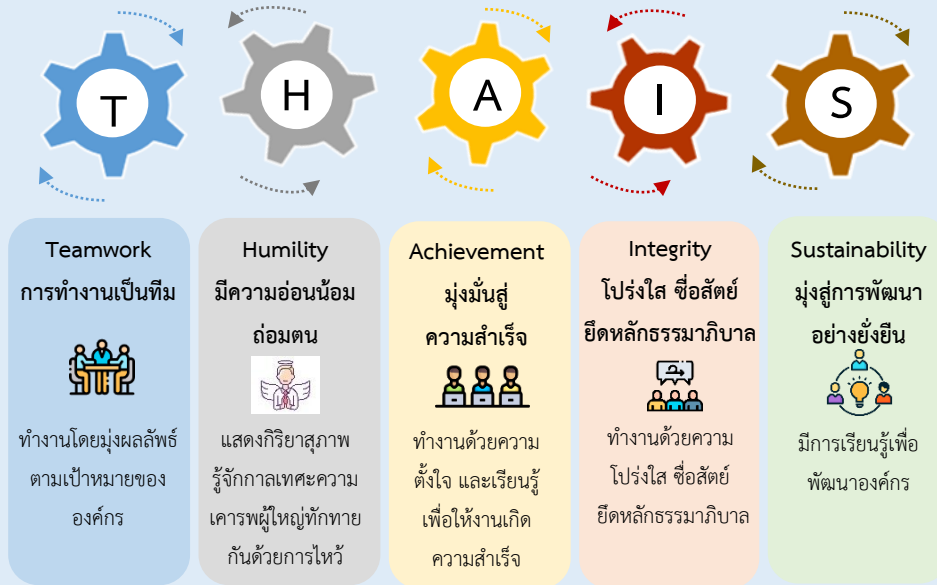 T
H
A
I
S
Teamwork
การทำงานเป็นทีม
ทำงานโดยมุ่งผลลัพธ์
ตามเป้าหมายของ
องค์กร
Humility
มีความอ่อนน้อม
ถ่อมตน
แสดงกิริยาสุภาพ
รู้จักกาลเทศะความ
เคารพผู้ใหญ่ทักทาย
กันด้วยการไหว้
Achievement
มุ่งมั่นสู่
ความสำเร็จ
ทำงานด้วยความ
ตั้งใจ และเรียนรู้
เพื่อให้งานเกิด
ความสำเร็จ
Integrity
โปร่งใส ซื่อสัตย์
ยึดหลักธรรมาภิบาล
ทำงานด้วยความ
โปร่งใส ซื่อสัตย์
ยึดหลักธรรมาภิบาล
Sustainability
มุ่งสู่การพัฒนา
อย่างยั่งยืน
มีการเรียนรู้เพื่อ
พัฒนาองค์กร